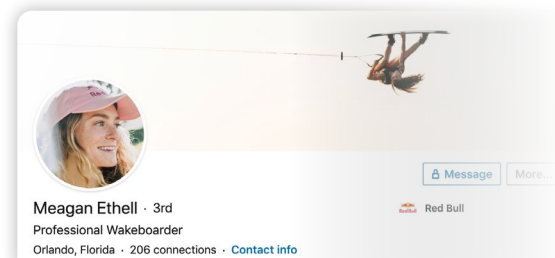 Message
More...
Meagan Ethell · 3rd
Red Bull
Professional Wakeboarder
Orlando, Florida · 206 connections · Contact info